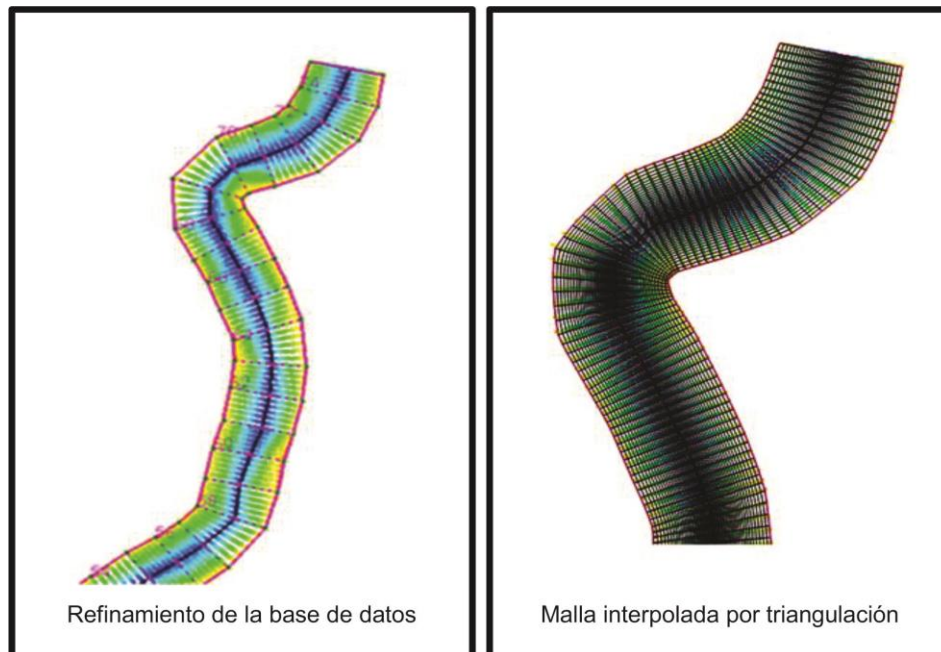 Refinamiento de la base de datos
Malla interpolada por triangulación